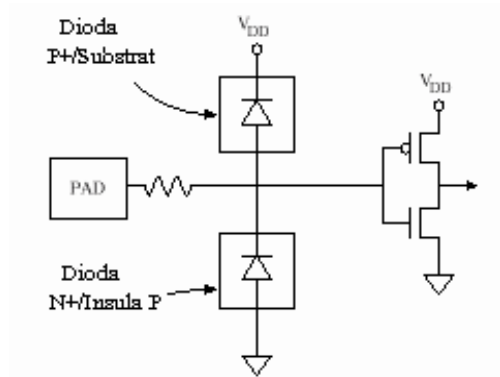 Dioda
P+/Substrat
VDD
VDD
PAD
Dioda
N+/Insula P